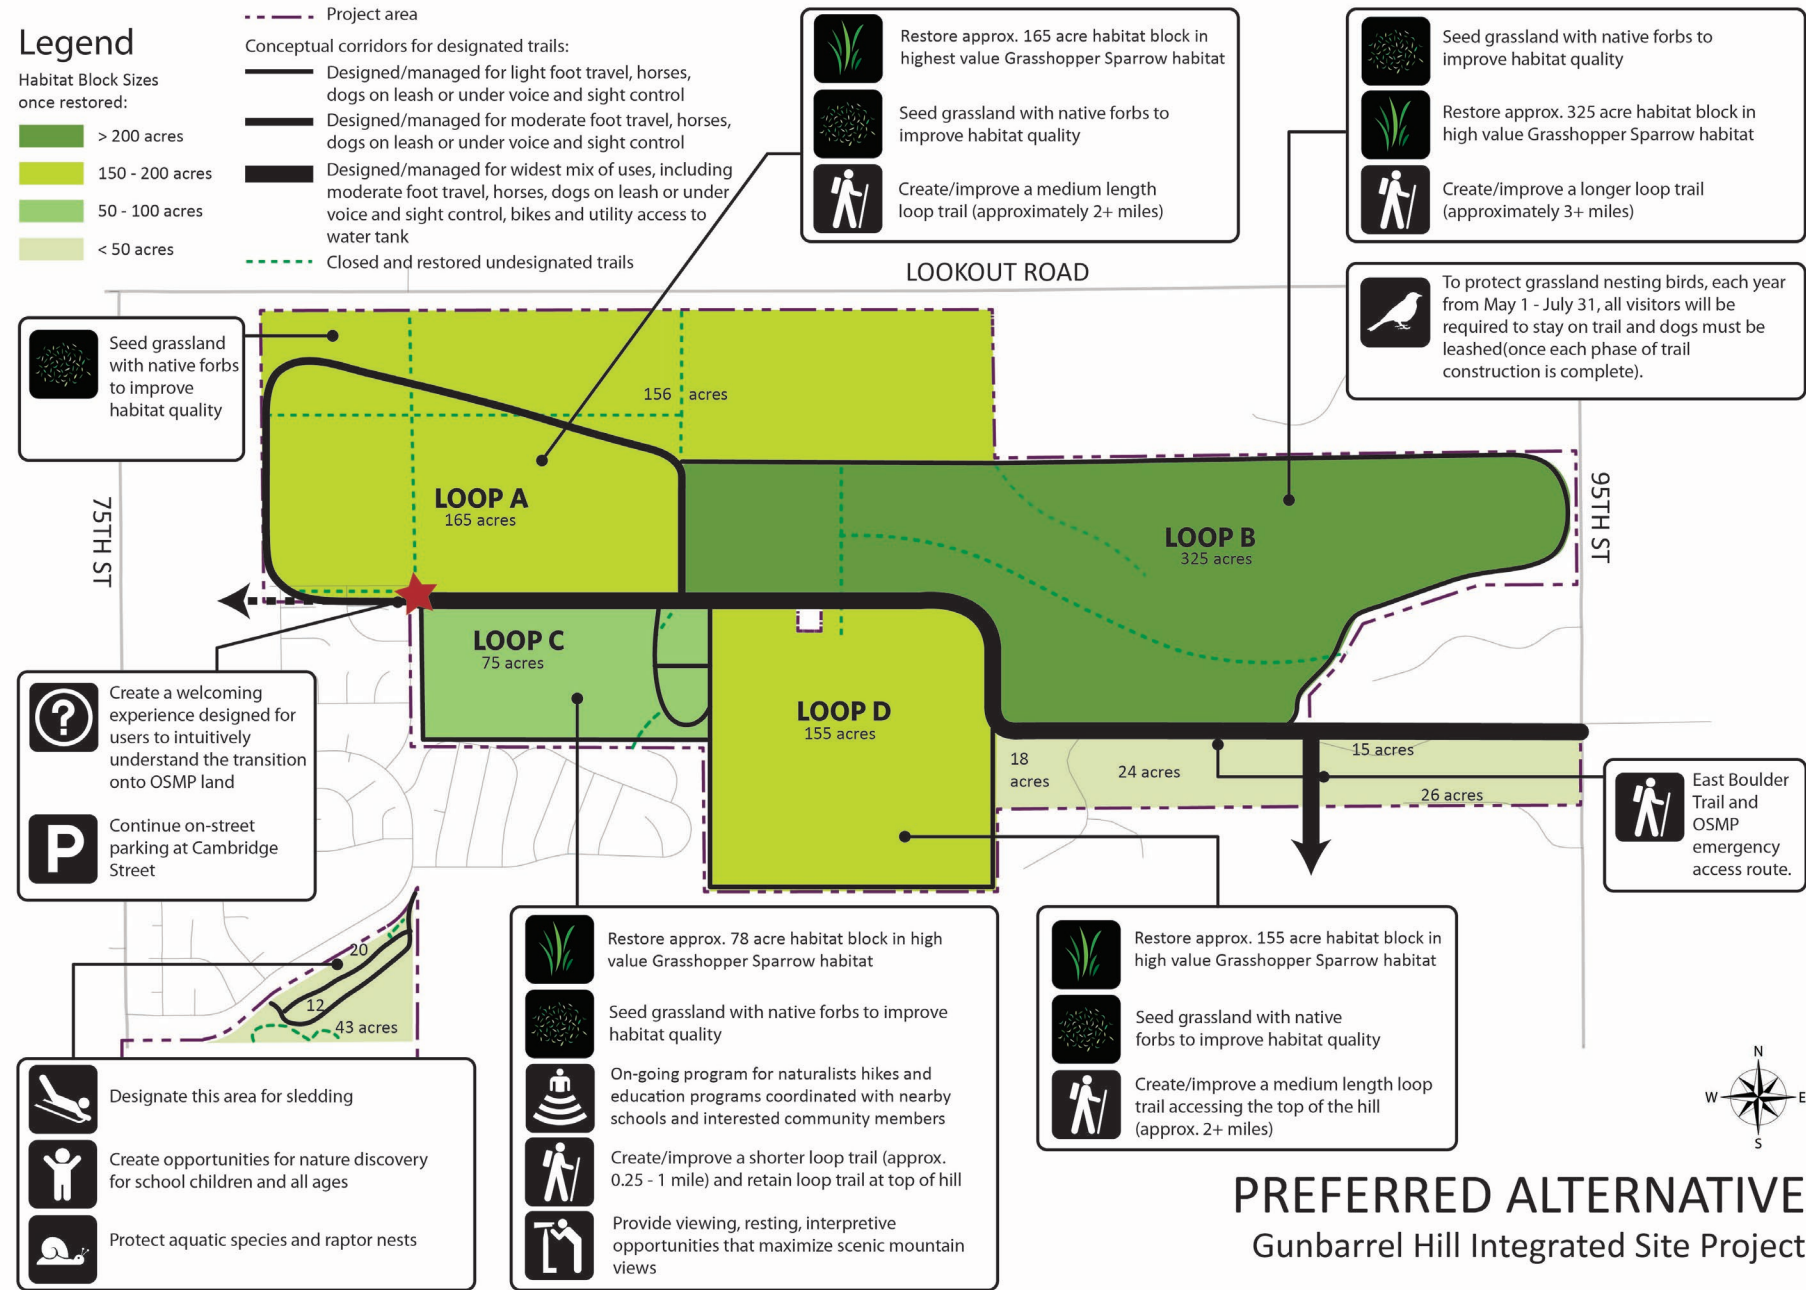 Legend
Habitat Block Sizes
once restored:
> 200 acres
150 - 200 acres
50 - 100 acres
< 50 acres
Project area
Conceptual corridors for designated trails:
Designed/managed for light foot travel, horses,
dogs on leash or under voice and sight control
Designed/managed for moderate foot travel, horses,
dogs on leash or under voice and sight control
Designed/managed for widest mix of uses, including
moderate foot travel, horses, dogs on leash or under
voice and sight control, bikes and utility access to
water tank
Closed and restored undesignated trails
Restore approx. 165 acre habitat block in
highest value Grasshopper Sparrow habitat
Seed grassland with native forbs to
improve habitat quality
Create/improve a medium length
loop trail (approximately 2+ miles)
Seed grassland with native forbs to
improve habitat quality
Restore approx. 325 acre habitat block in
high value Grasshopper Sparrow habitat
Create/improve a longer loop trail
(approximately 3+ miles)
To protect grassland nesting birds, each year
from May 1 - July 31, all visitors will be
required to stay on trail and dogs must be
leashed(once each phase of trail
construction is complete).
LOOKOUT ROAD
Seed grassland
with native forbs
to improve
habitat quality
156 acres
75TH ST
LOOP A
165 acres
LOOP B
325 acres
95TH ST
LOOP C
75 acres
LOOP D
155 acres
18
acres
24 acres
15 acres
26 acres
Create a welcoming
experience designed for
users to intuitively
understand the transition
onto OSMP land
P
Continue on-street
parking at Cambridge
Street
?
East Boulder
Trail and
OSMP
emergency
access route.
20
12
43 acres
Designate this area for sledding
Create opportunities for nature discovery
for school children and all ages
Protect aquatic species and raptor nests
Restore approx. 78 acre habitat block in high
value Grasshopper Sparrow habitat
Seed grassland with native forbs to improve
habitat quality
On-going program for naturalists hikes and
education programs coordinated with nearby
schools and interested community members
Create/improve a shorter loop trail (approx.
0.25 - 1 mile) and retain loop trail at top of hill
Provide viewing, resting, interpretive
opportunities that maximize scenic mountain
views
Restore approx. 155 acre habitat block in
high value Grasshopper Sparrow habitat
Seed grassland with native
forbs to improve habitat quality
Create/improve a medium length loop
trail accessing the top of the hill
(approx. 2+ miles)
N
W
E
S
PREFERRED ALTERNATIVE
Gunbarrel Hill Integrated Site Project